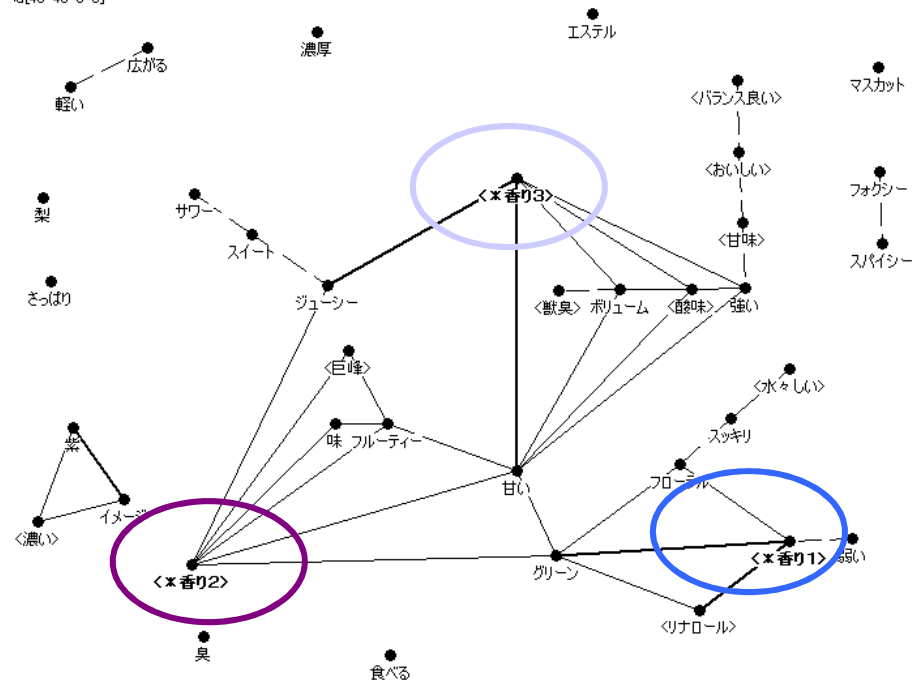 エステル
濃厚
広がる
マスカット
軽い
<バランス良い>
<おいしい>
フォクシー
<*香り3>
サワー
梨
<甘味>
スイート
スパイシー
さっぱり
ジューシー
<獣臭>
ボリューム
<酸味>
強い
<巨峰>
<水々しい>
味
フルーティー
スッキリ
紫
フローラル
甘い
イメージ
<濃い>
<*香り1>
弱い
グリーン
<*香り2>
<リナロール>
臭
食べる